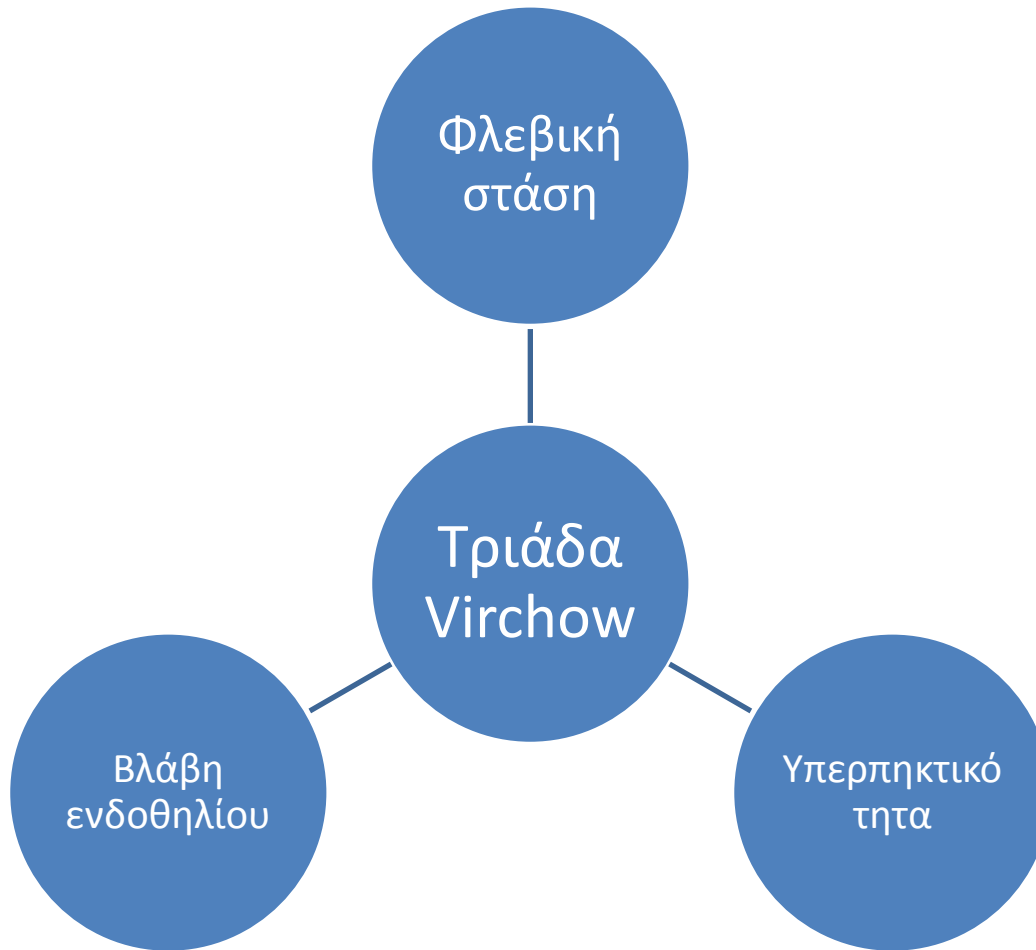 Φλεβική
στάση
Τριάδα
Virchow
Βλάβη
ενδοθηλίου
Υπερπηκτικό
τητα